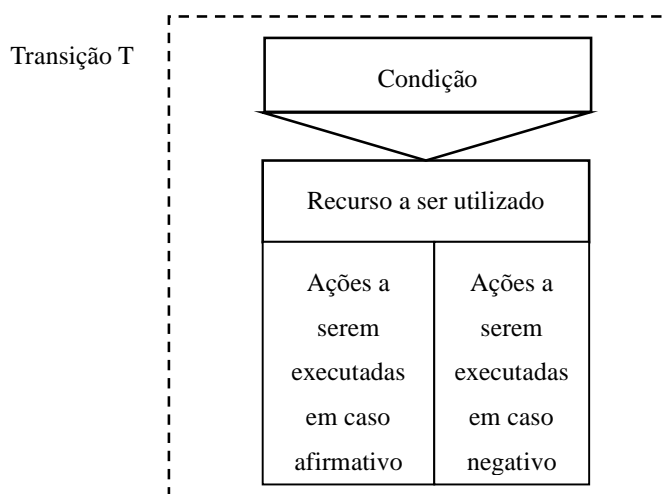 Transição T
Condição
Recurso a ser utilizado
Ações a
serem
executadas
em caso
afirmativo
Ações a
serem
executadas
em caso
negativo